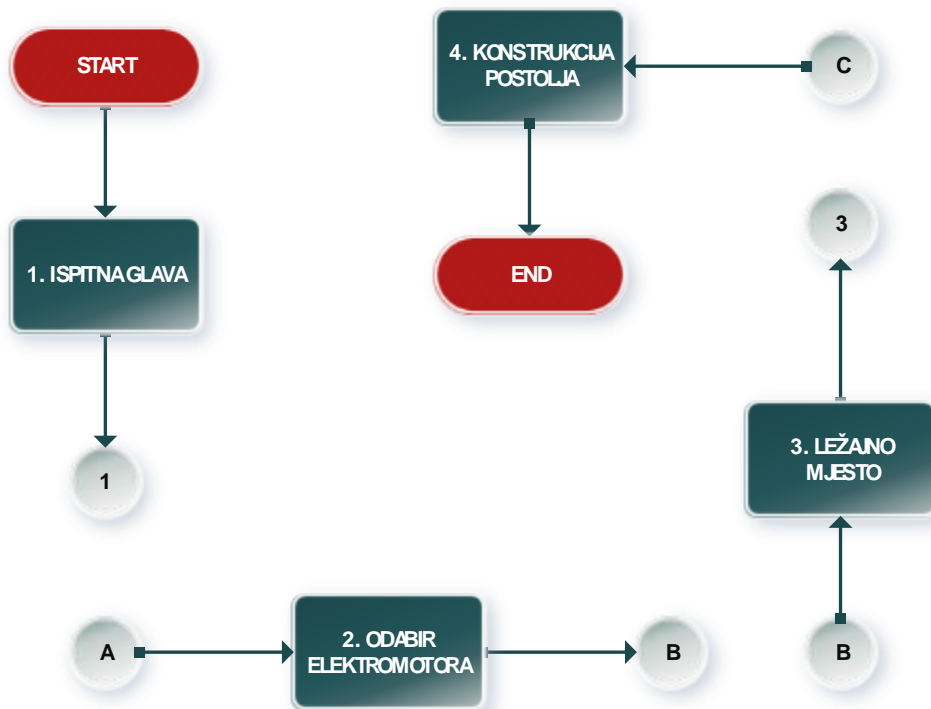 START
1. ISPITNA GLAVA
1
A
2. ODABIR
ELEKTROMOTORA
B
B
3. LEŽAJNO
MJESTO
3
C
4. KONSTRUKCIJA
POSTOLJA
END